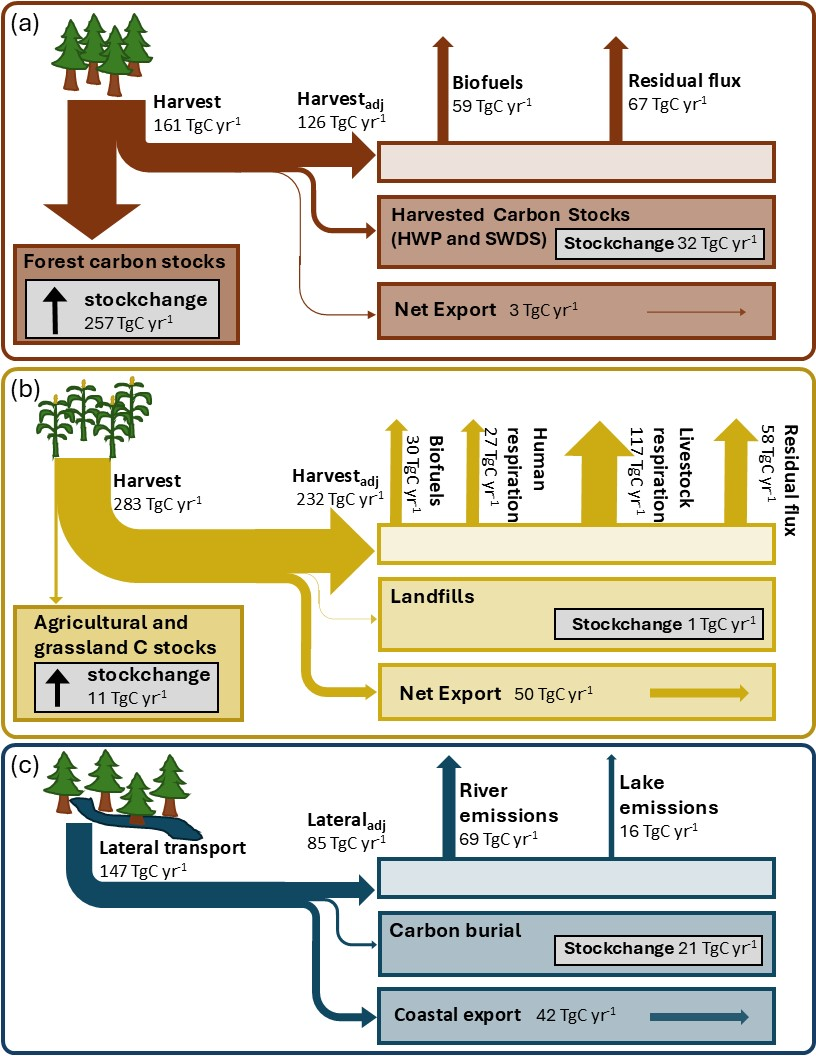 (a)
Harvest
161 TgC yr-1
Harvestadj
126 TgC yr-1
Biofuels
59 TgC yr-1
Residual flux
67 TgC yr-1
Forest carbon stocks
stockchange
257 TgC yr-1
Harvested Carbon Stocks
(HWP and SWDS)
Stockchange 32 TgC yr-1
Net Export 3 TgC yr-1
(b)
Harvest
283 TgC yr-1
Harvestadj
232 TgC yr-1
Biofuels
30 TgC yr-1
Human
respiration
27 TgC yr-1
Livestock
respiration
117 TgC yr-1
Residual flux
58 TgC yr-1
Agricultural and
grassland C stocks
stockchange
11 TgC yr-1
Landfills
Stockchange 1 TgC yr-1
Net Export 50 TgC yr-1
(c)
Lateral transport
147 TgC yr-1
Lateraladj
85 TgC yr-1
River
emissions
69 TgC yr-1
Lake
emissions
16 TgC yr-1
Carbon burial
Stockchange 21 TgC yr-1
Coastal export 42 TgC yr-1